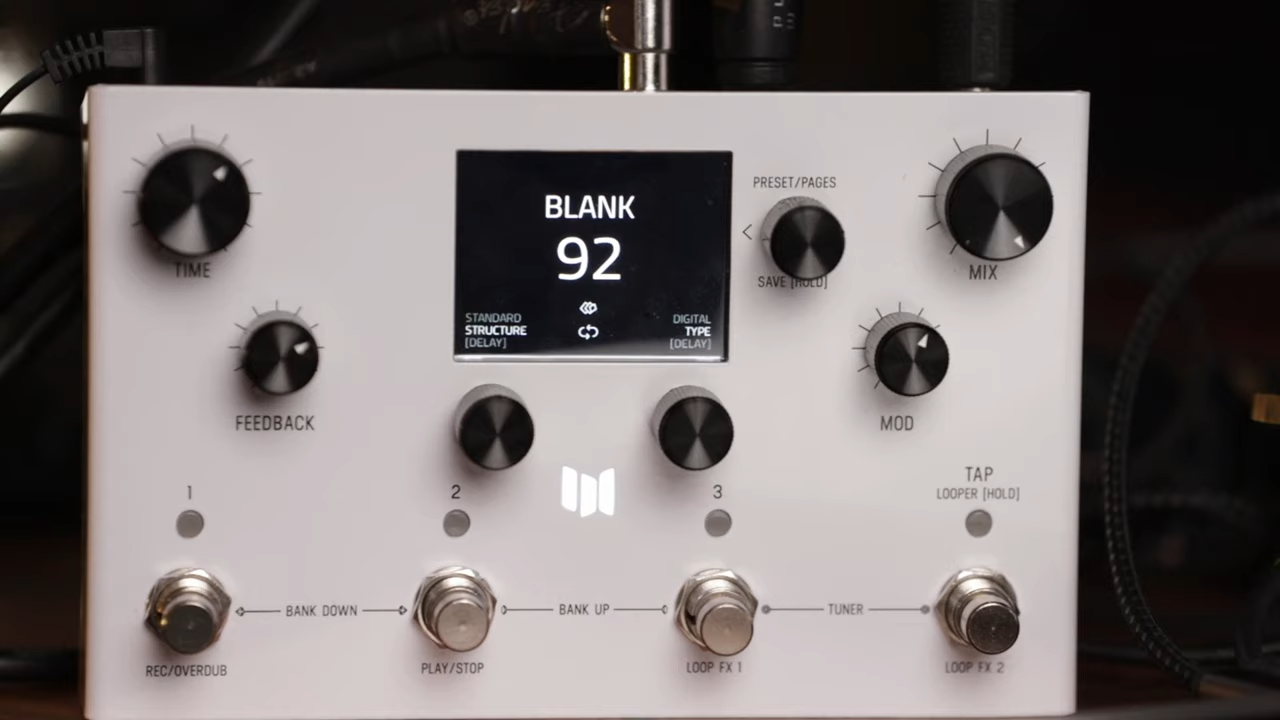 BLANK
92
STANDARD
STRUCTURE
[DELAY]
DIGITAL
TYPE
[DELAY]
PRESET/PAGES
<
SAVE [HOLD]
TIME
MIX
FEEDBACK
MOD
1
2
3
TAP
LOOPER [HOLD]
BANK DOWN
BANK UP
TUNER
REC/OVERDUB
PLAY/STOP
LOOP FX 1
LOOP FX 2